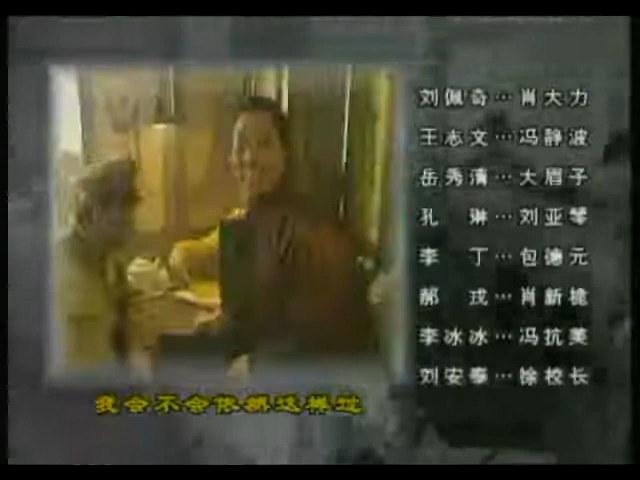 刘佩奇…肖大力
王志文…冯静波
岳秀清…大眉子
孔　琳…刘亚琴
李　丁…包德元
郝　戎…肖新桅
李冰冰…冯抗美
刘安泰…徐校长
我会不会依然这样过